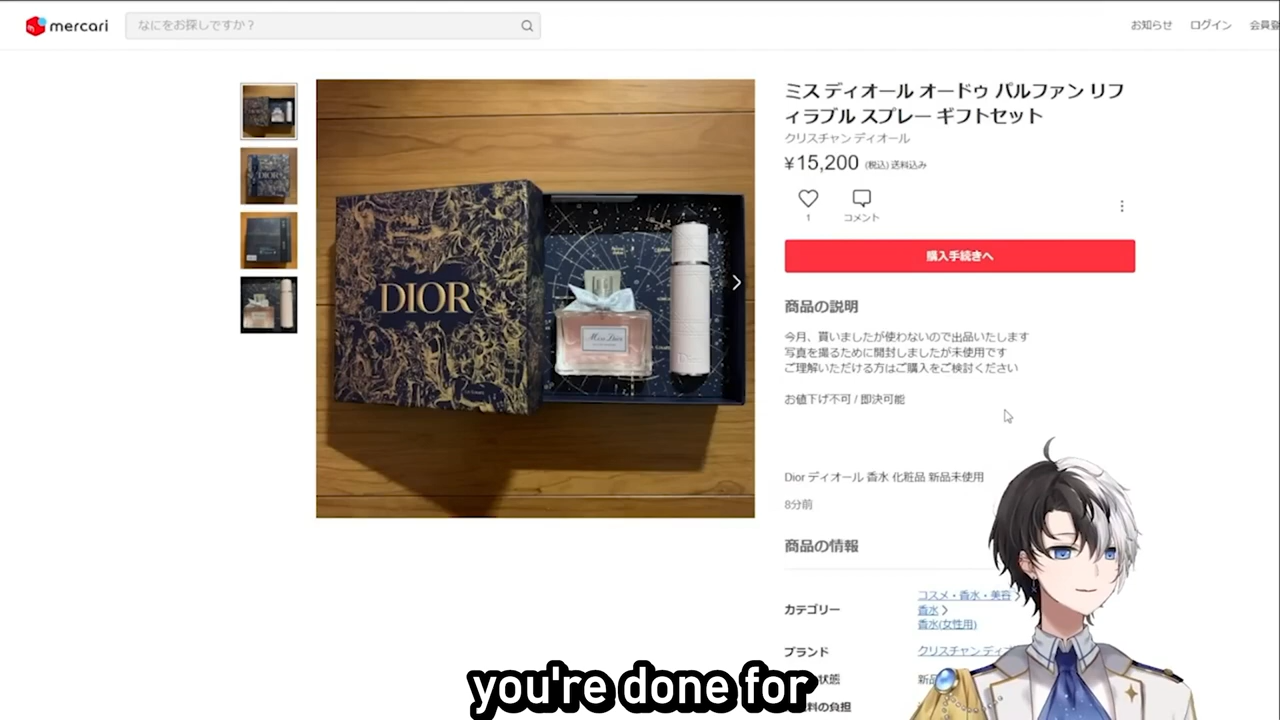 mercari
なにをお探しですか?
お知らせ
ログイン
会員登
ミス ディオール オードゥ パルファン リフ
ィラブル スプレー ギフトセット
クリスチャン ディオール
¥15,200 (税込) 送料込み
1
コメント
購入手続きへ
DIOR
Miss Dior
商品の説明
今月、貰いましたが使わないので出品いたします
写真を撮るために開封しましたが未使用です
ご理解いただける方はご購入をご検討ください
お値下げ不可 / 即決可能
Dior ディオール 香水 化粧品 新品未使用
8分前
商品の情報
カテゴリー
コスメ・香水・美容
香水
香水(女性用)
ブランド
クリスチャン ディオ
状態
新品
料の負担
you're done for